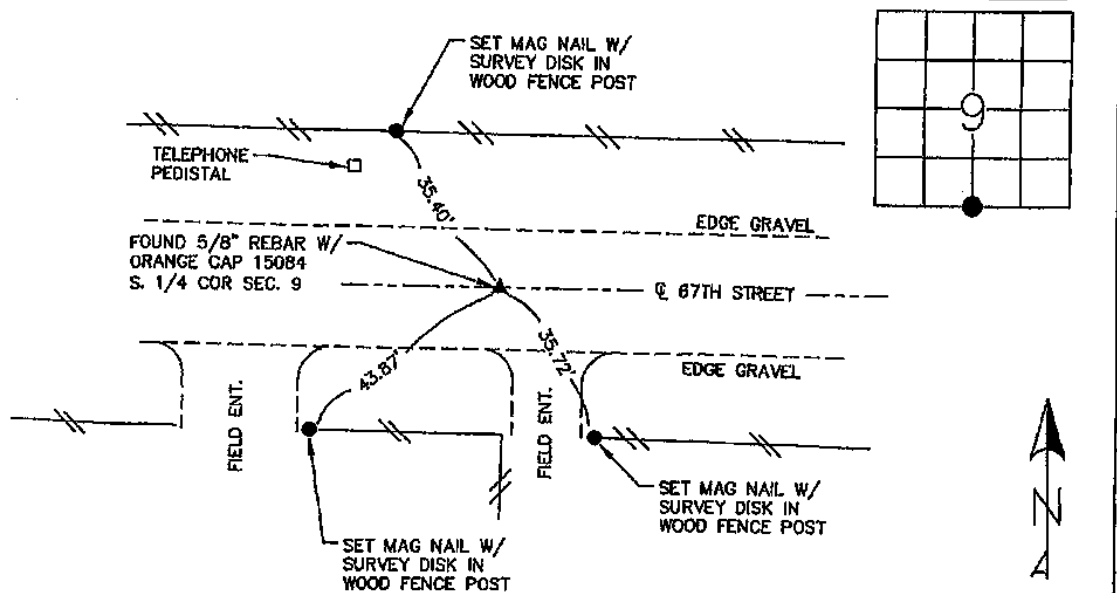 SET MAG NAIL W/
SURVEY DISK IN
WOOD FENCE POST
9
TELEPHONE
PEDISTAL
35.40'
EDGE GRAVEL
FOUND 5/8" REBAR W/
ORANGE CAP 15084
S. 1/4 COR SEC. 9
℄ 67TH STREET
43.87'
35.72'
EDGE GRAVEL
FIELD ENT.
FIELD ENT.
SET MAG NAIL W/
SURVEY DISK IN
WOOD FENCE POST
SET MAG NAIL W/
SURVEY DISK IN
WOOD FENCE POST
N